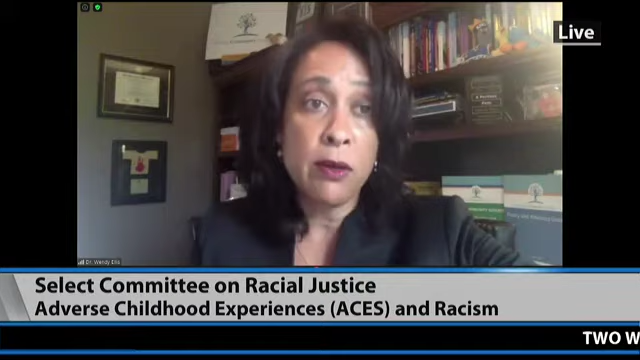 Live
Dr. Wendy Ellis
Select Committee on Racial Justice
Adverse Childhood Experiences (ACES) and Racism
TWO W